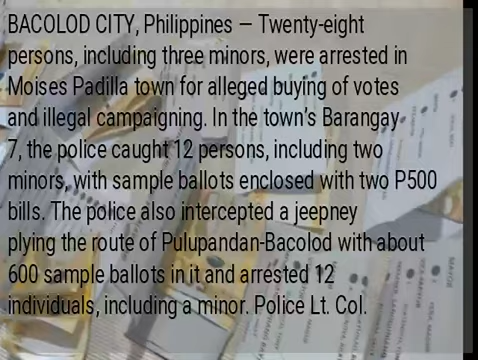 BACOLOD CITY, Philippines — Twenty-eight
persons, including three minors, were arrested in
Moises Padilla town for alleged buying of votes
and illegal campaigning. In the town's Barangay
7, the police caught 12 persons, including two
minors, with sample ballots enclosed with two P500
bills. The police also intercepted a jeepney
plying the route of Pulupandan-Bacolod with about
600 sample ballots in it and arrested 12
individuals, including a minor. Police Lt. Col.